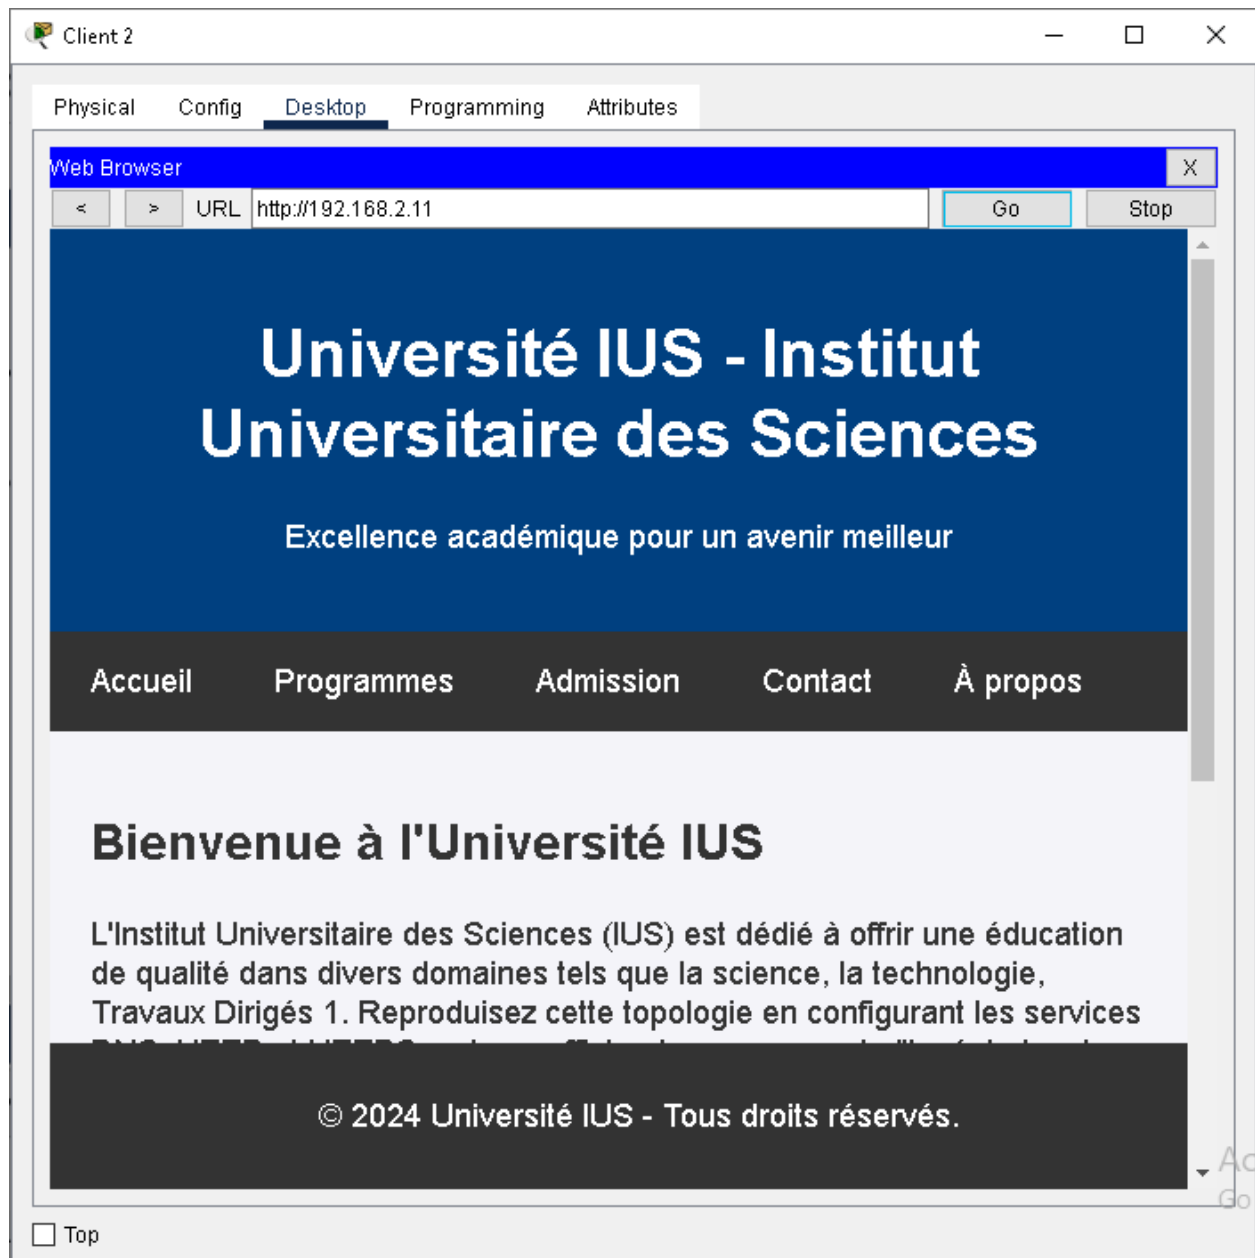 Client 2
Physical Config Desktop Programming Attributes
Web Browser X
< > URL http://192.168.2.11 Go Stop
Université IUS - Institut
Universitaire des Sciences
Excellence académique pour un avenir meilleur
Accueil Programmes Admission Contact À propos
Bienvenue à l'Université IUS
L'Institut Universitaire des Sciences (IUS) est dédié à offrir une éducation
de qualité dans divers domaines tels que la science, la technologie,
Travaux Dirigés 1. Reproduisez cette topologie en configurant les services
© 2024 Université IUS - Tous droits réservés.
Go
Top